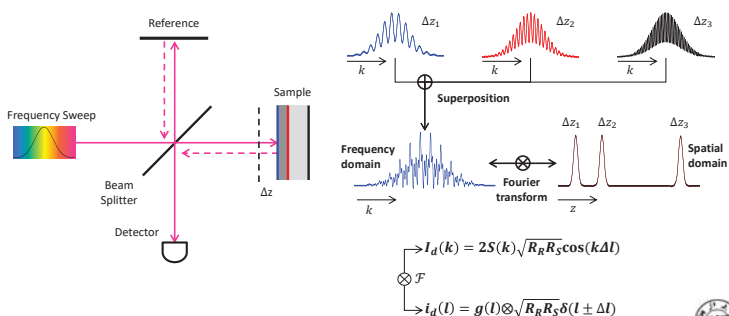 Reference
Sample
Frequency Sweep
Beam
Splitter
Δz
Detector
Δz₁
Δz₂
Δz₃
k
k
k
Superposition
Frequency
domain
k
Fourier
transform
Δz₁
Δz₂
Δz₃
Spatial
domain
z
I_d(k) = 2S(k)√(R_R R_S)cos(kΔl)
ℱ
i_d(l) = g(l)⊗√(R_R R_S)δ(l ± Δl)